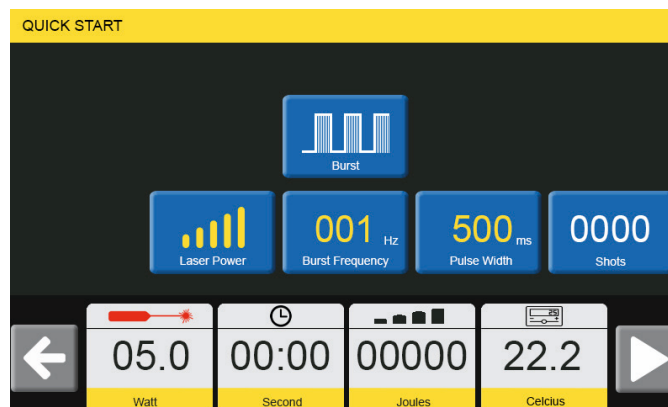 QUICK START
Burst
Laser Power
001 Hz
Burst Frequency
500 ms
Pulse Width
0000
Shots
25
05.0
Watt
00:00
Second
00000
Joules
22.2
Celcius